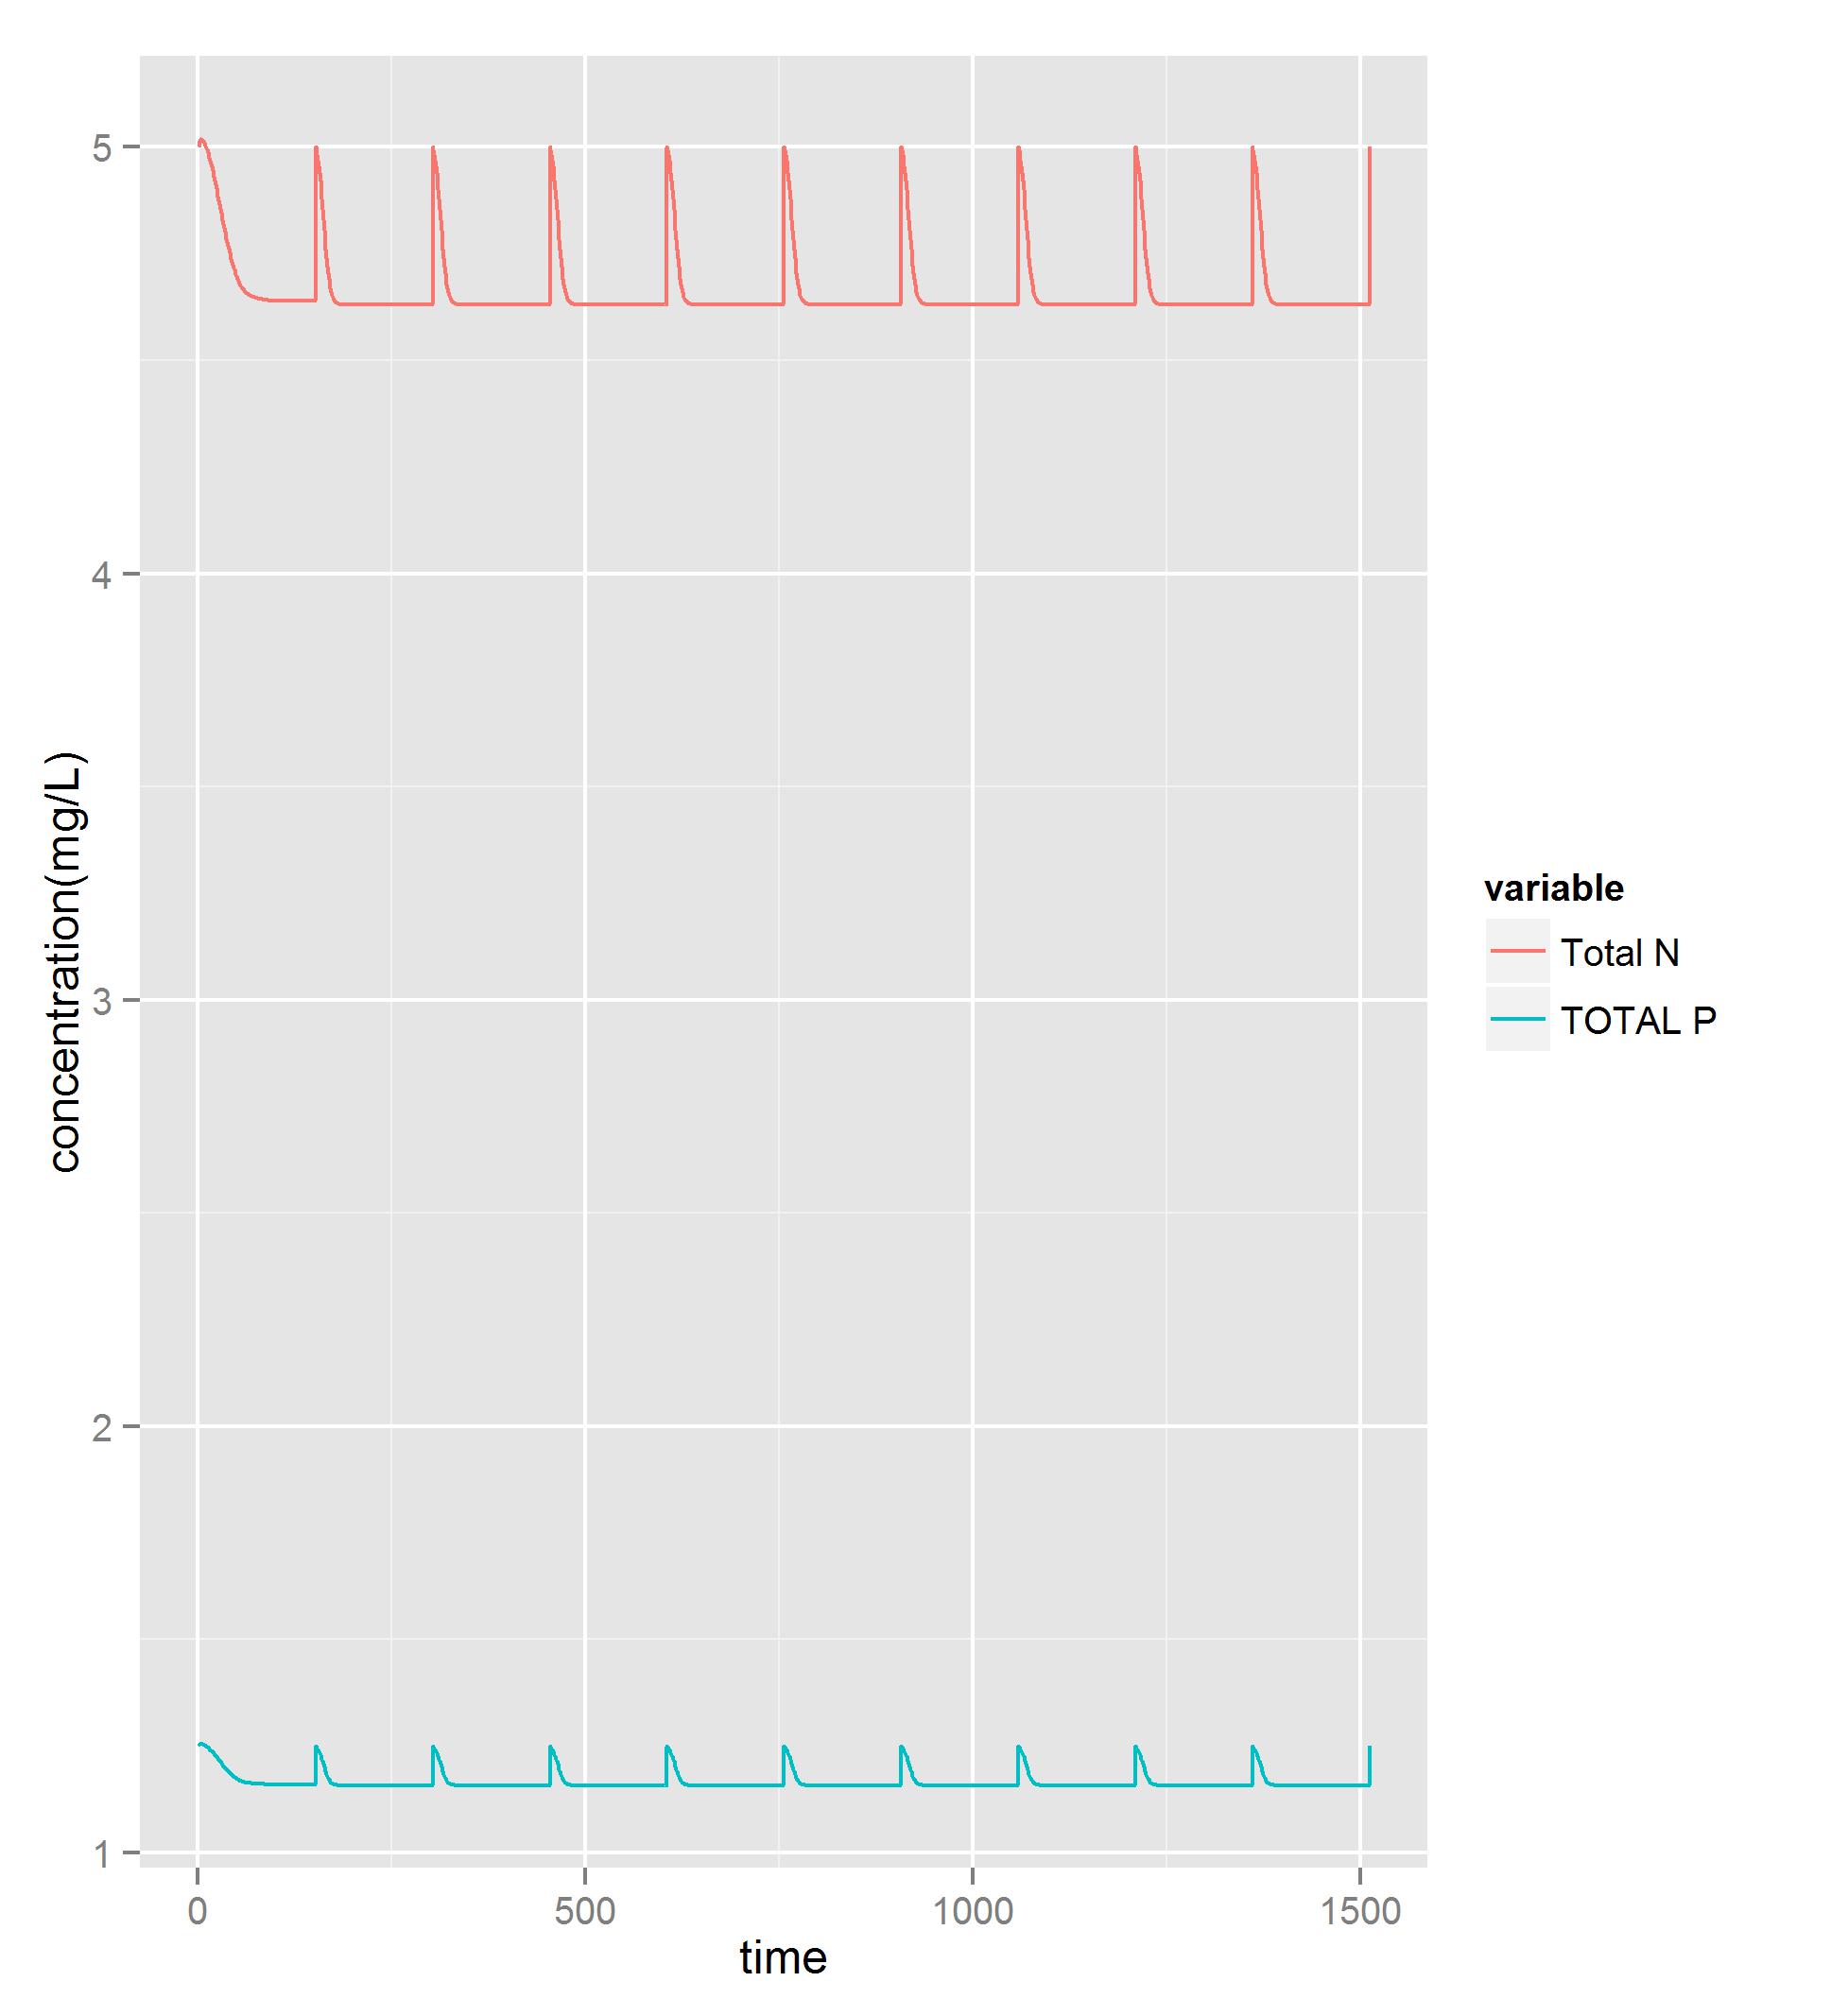 5
4
3
2
1
concentration(mg/L)
0 500 1000 1500
time
variable
Total N
TOTAL P